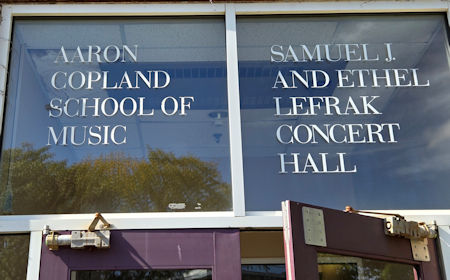 AARON
COPLAND
SCHOOL OF
MUSIC
SAMUEL J.
AND ETHEL
LEFRAK
CONCERT
HALL